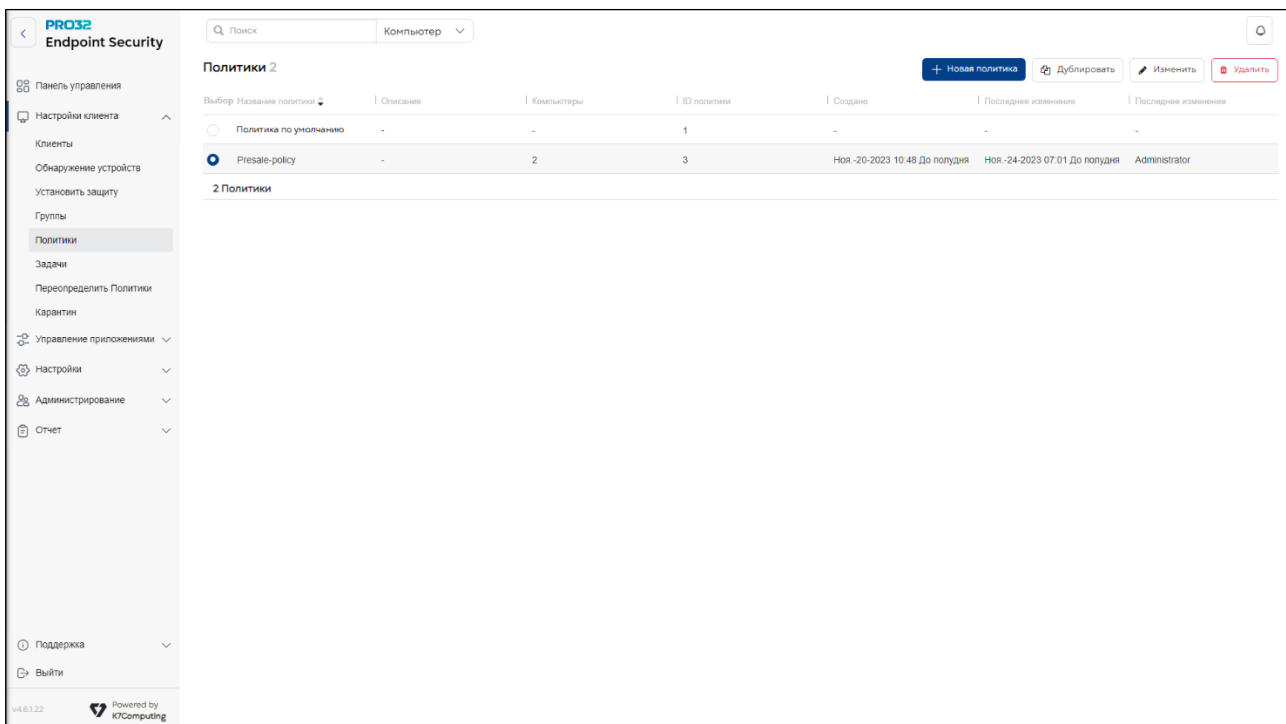 PRO32
Endpoint Security
Поиск
Компьютер
Политики 2
Новая политика
Дублировать
Изменить
Удалить
Панель управления
Настройки клиента
Клиенты
Обнаружение устройств
Установить защиту
Группы
Политики
Задачи
Переопределить Политики
Карантин
Управление приложениями
Настройки
Администрирование
Отчет
Выбор Название политики Описание Компьютеры ID политики Создано Последнее изменение Последнее изменение
Политика по умолчанию - - 1 - - -
Presale-policy - 2 3 Ноя.-20-2023 10:48 До полудня Ноя.-24-2023 07:01 До полудня Administrator
2 Политики
Поддержка
Выйти
v4.6.1.22
Powered by
K7Computing